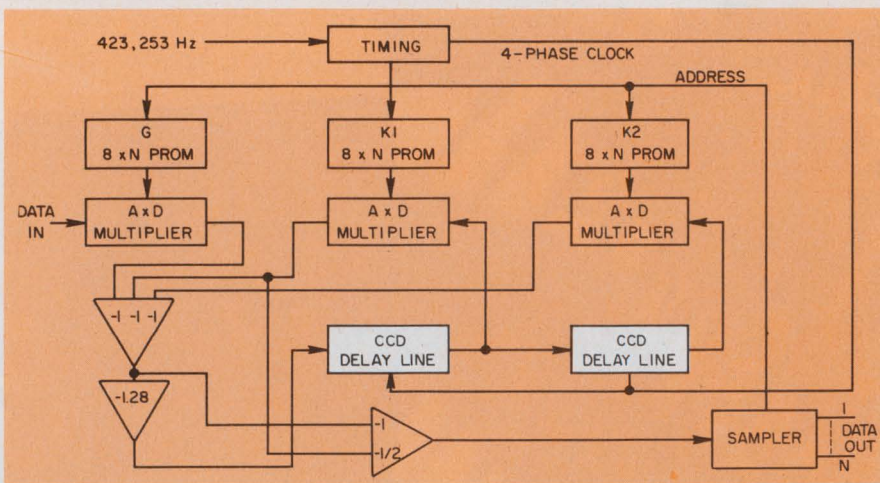 423,253 Hz
TIMING
4-PHASE CLOCK
ADDRESS
G
8 x N PROM
K1
8 x N PROM
K2
8 x N PROM
DATA
IN
A x D
MULTIPLIER
A x D
MULTIPLIER
A x D
MULTIPLIER
-1 -1 -1
CCD
DELAY LINE
CCD
DELAY LINE
-1.28
-1
-1/2
SAMPLER
1
DATA
OUT
N